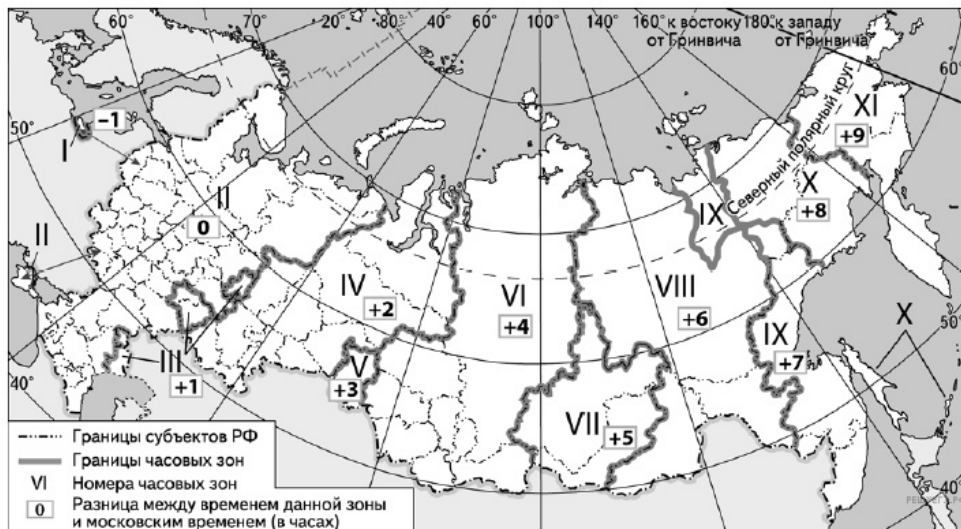 60° 20° 40° 60° 80° 100° 140° 160° к востоку 180° к западу
от Гринвича от Гринвича
60°
Северный полярный круг
XI
+9
50°
-1
I
X
+8
IX
II
0
II
IV
+2
VI
+4
VIII
+6
X
50°
IX
+7
III
+1
V
+3
40°
VII
+5
40°
Границы субъектов РФ
Границы часовых зон
VI Номера часовых зон
0 Разница между временем данной зоны
и московским временем (в часах)